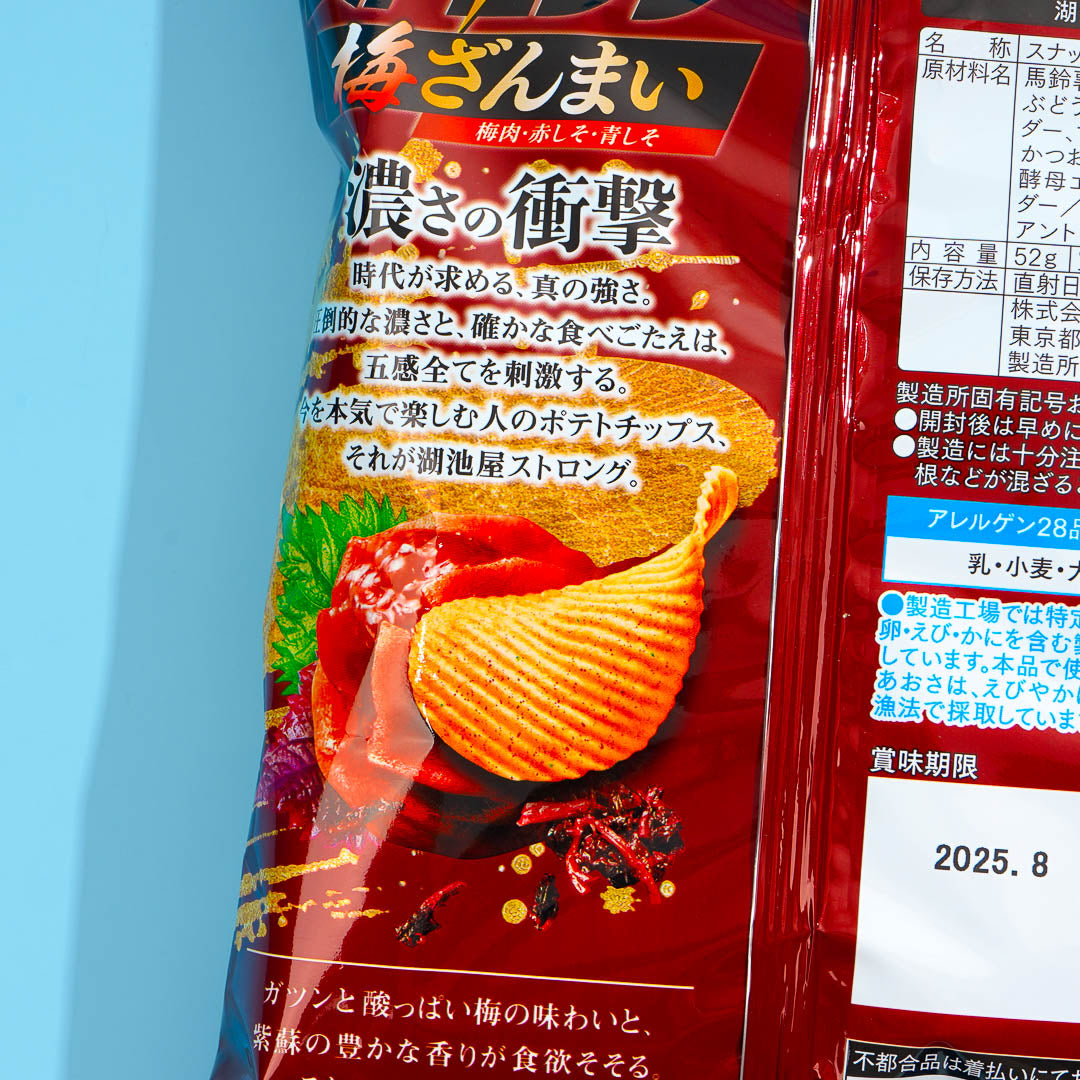 梅ざんまい
梅肉・赤しそ・青しそ
濃さの衝撃
時代が求める、真の強さ。
圧倒的な濃さと、確かな食べごたえは、
五感全てを刺激する。
今を本気で楽しむ人のポテトチップス、
それが湖池屋ストロング。
ガツンと酸っぱい梅の味わいと、
紫蘇の豊かな香りが食欲そそる。
湖
名 称 スナッ
原材料名 馬鈴
ぶどう
ダー、
かつお
酵母エ
ダー/
アント
内容量 52g
保存方法 直射日
株式会
東京都
製造所
製造所固有記号お
●開封後は早めに
●製造には十分注
根などが混ざる
アレルゲン28品
乳・小麦・
●製造工場では特定
卵・えび・かにを含む
しています。本品で使
あおさは、えびやか
漁法で採取していま
賞味期限
2025. 8
不都合品は着払いにて